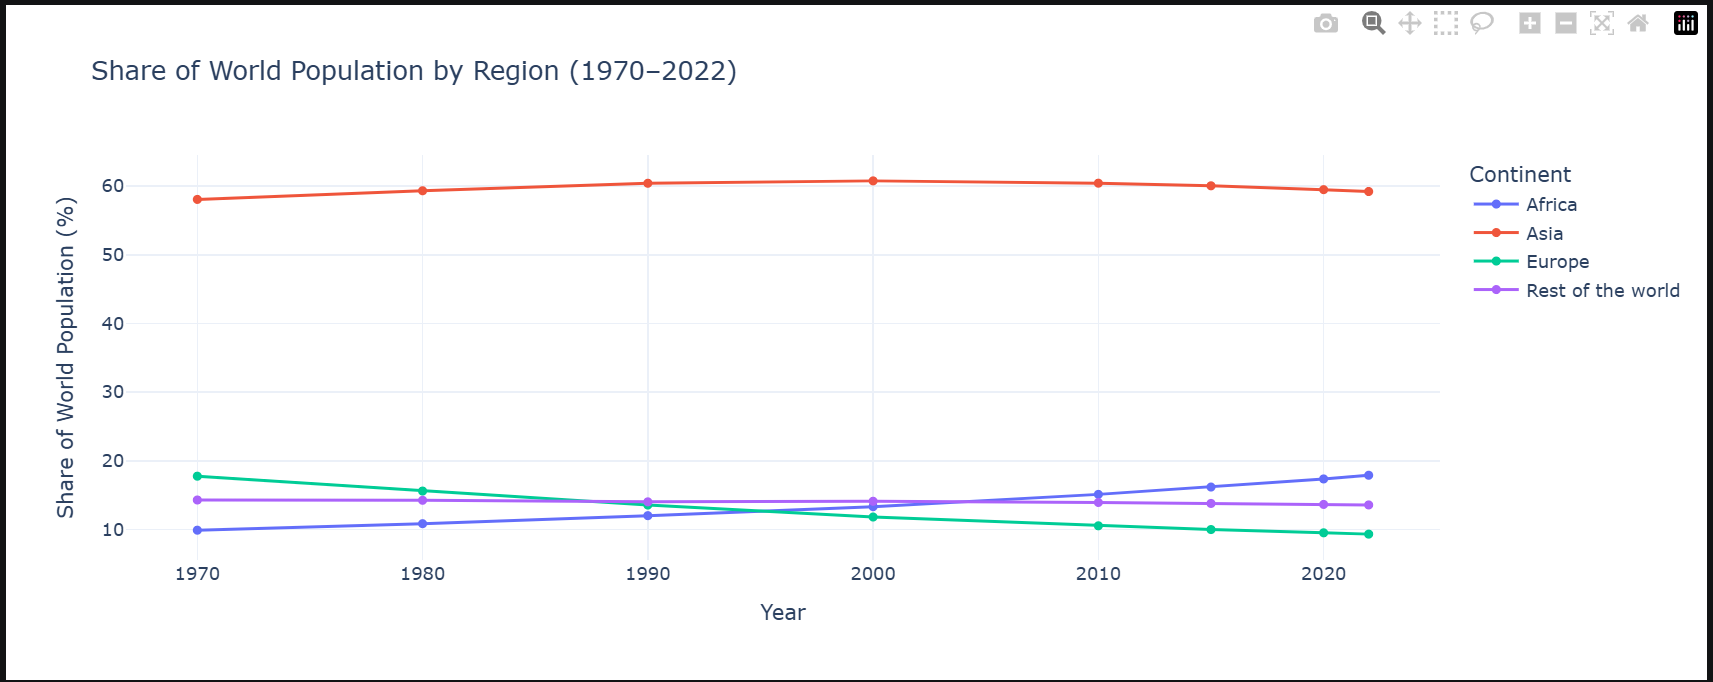 Share of World Population by Region (1970–2022)
Share of World Population (%)
60
50
40
30
20
10
1970 1980 1990 2000 2010 2020
Year
Continent
Africa
Asia
Europe
Rest of the world